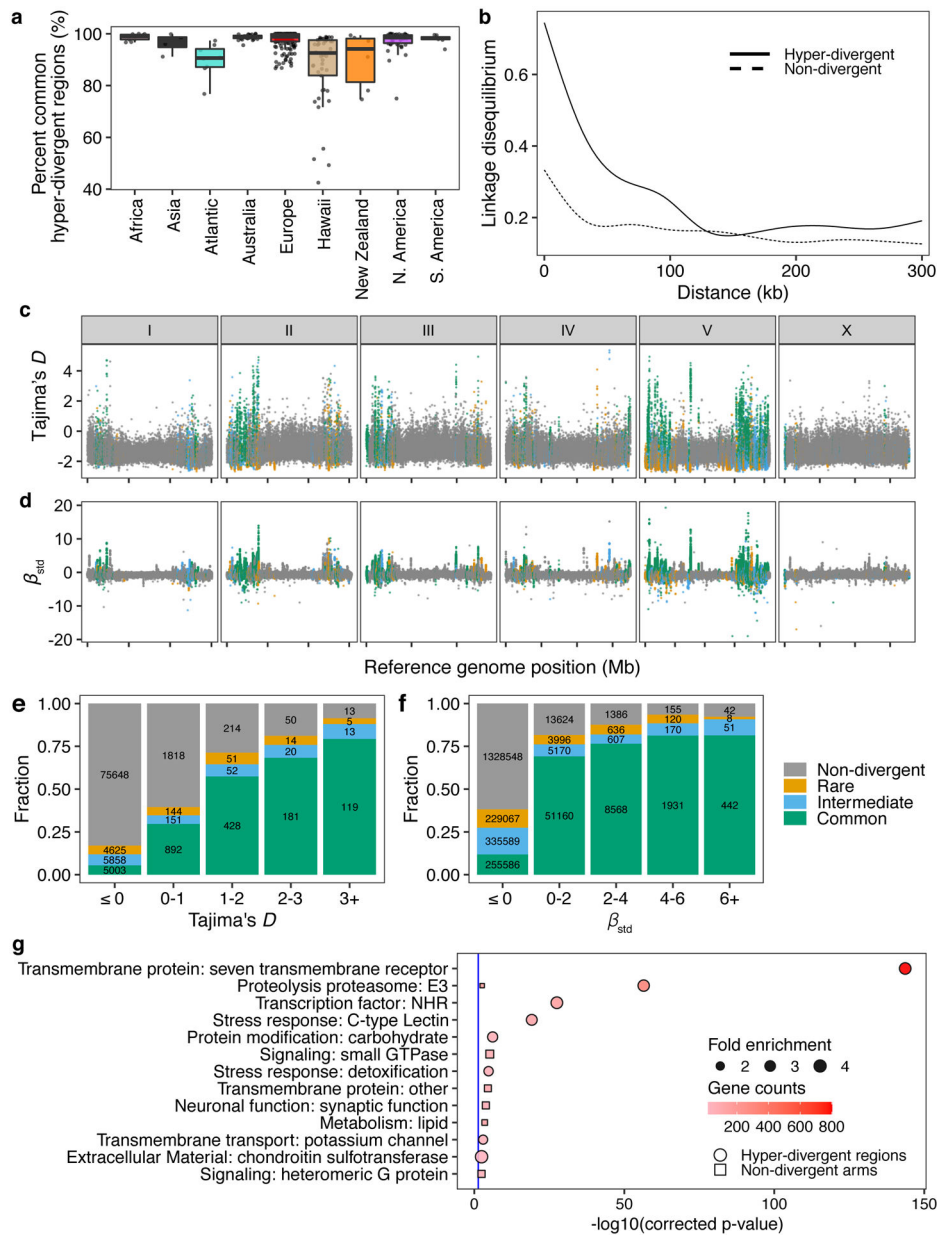 a
Percent common
hyper-divergent regions (%)
100
80
60
40
Africa
Asia
Atlantic
Australia
Europe
Hawaii
New Zealand
N. America
S. America
b
Linkage disequilibrium
0.6
0.4
0.2
Hyper-divergent
Non-divergent
0
100
200
300
Distance (kb)
c
I
II
III
IV
V
X
Tajima's D
4
2
0
-2
d
βstd
20
10
0
-10
-20
Reference genome position (Mb)
e
Fraction
1.00
0.75
0.50
0.25
0.00
75648
4625
5858
5003
1818
144
151
892
214
51
52
428
50
14
20
181
13
5
13
119
≤ 0
0-1
1-2
2-3
3+
Tajima's D
f
Fraction
1.00
0.75
0.50
0.25
0.00
1328548
229067
335589
255586
13624
3996
5170
51160
1386
636
607
8568
155
120
170
1931
42
8
51
442
≤ 0
0-2
2-4
4-6
6+
βstd
Non-divergent
Rare
Intermediate
Common
g
Transmembrane protein: seven transmembrane receptor
Proteolysis proteasome: E3
Transcription factor: NHR
Stress response: C-type Lectin
Protein modification: carbohydrate
Signaling: small GTPase
Stress response: detoxification
Transmembrane protein: other
Neuronal function: synaptic function
Metabolism: lipid
Transmembrane transport: potassium channel
Extracellular Material: chondroitin sulfotransferase
Signaling: heteromeric G protein
Fold enrichment
2 3 4
Gene counts
200 400 600 800
Hyper-divergent regions
Non-divergent arms
0
50
100
150
-log10(corrected p-value)